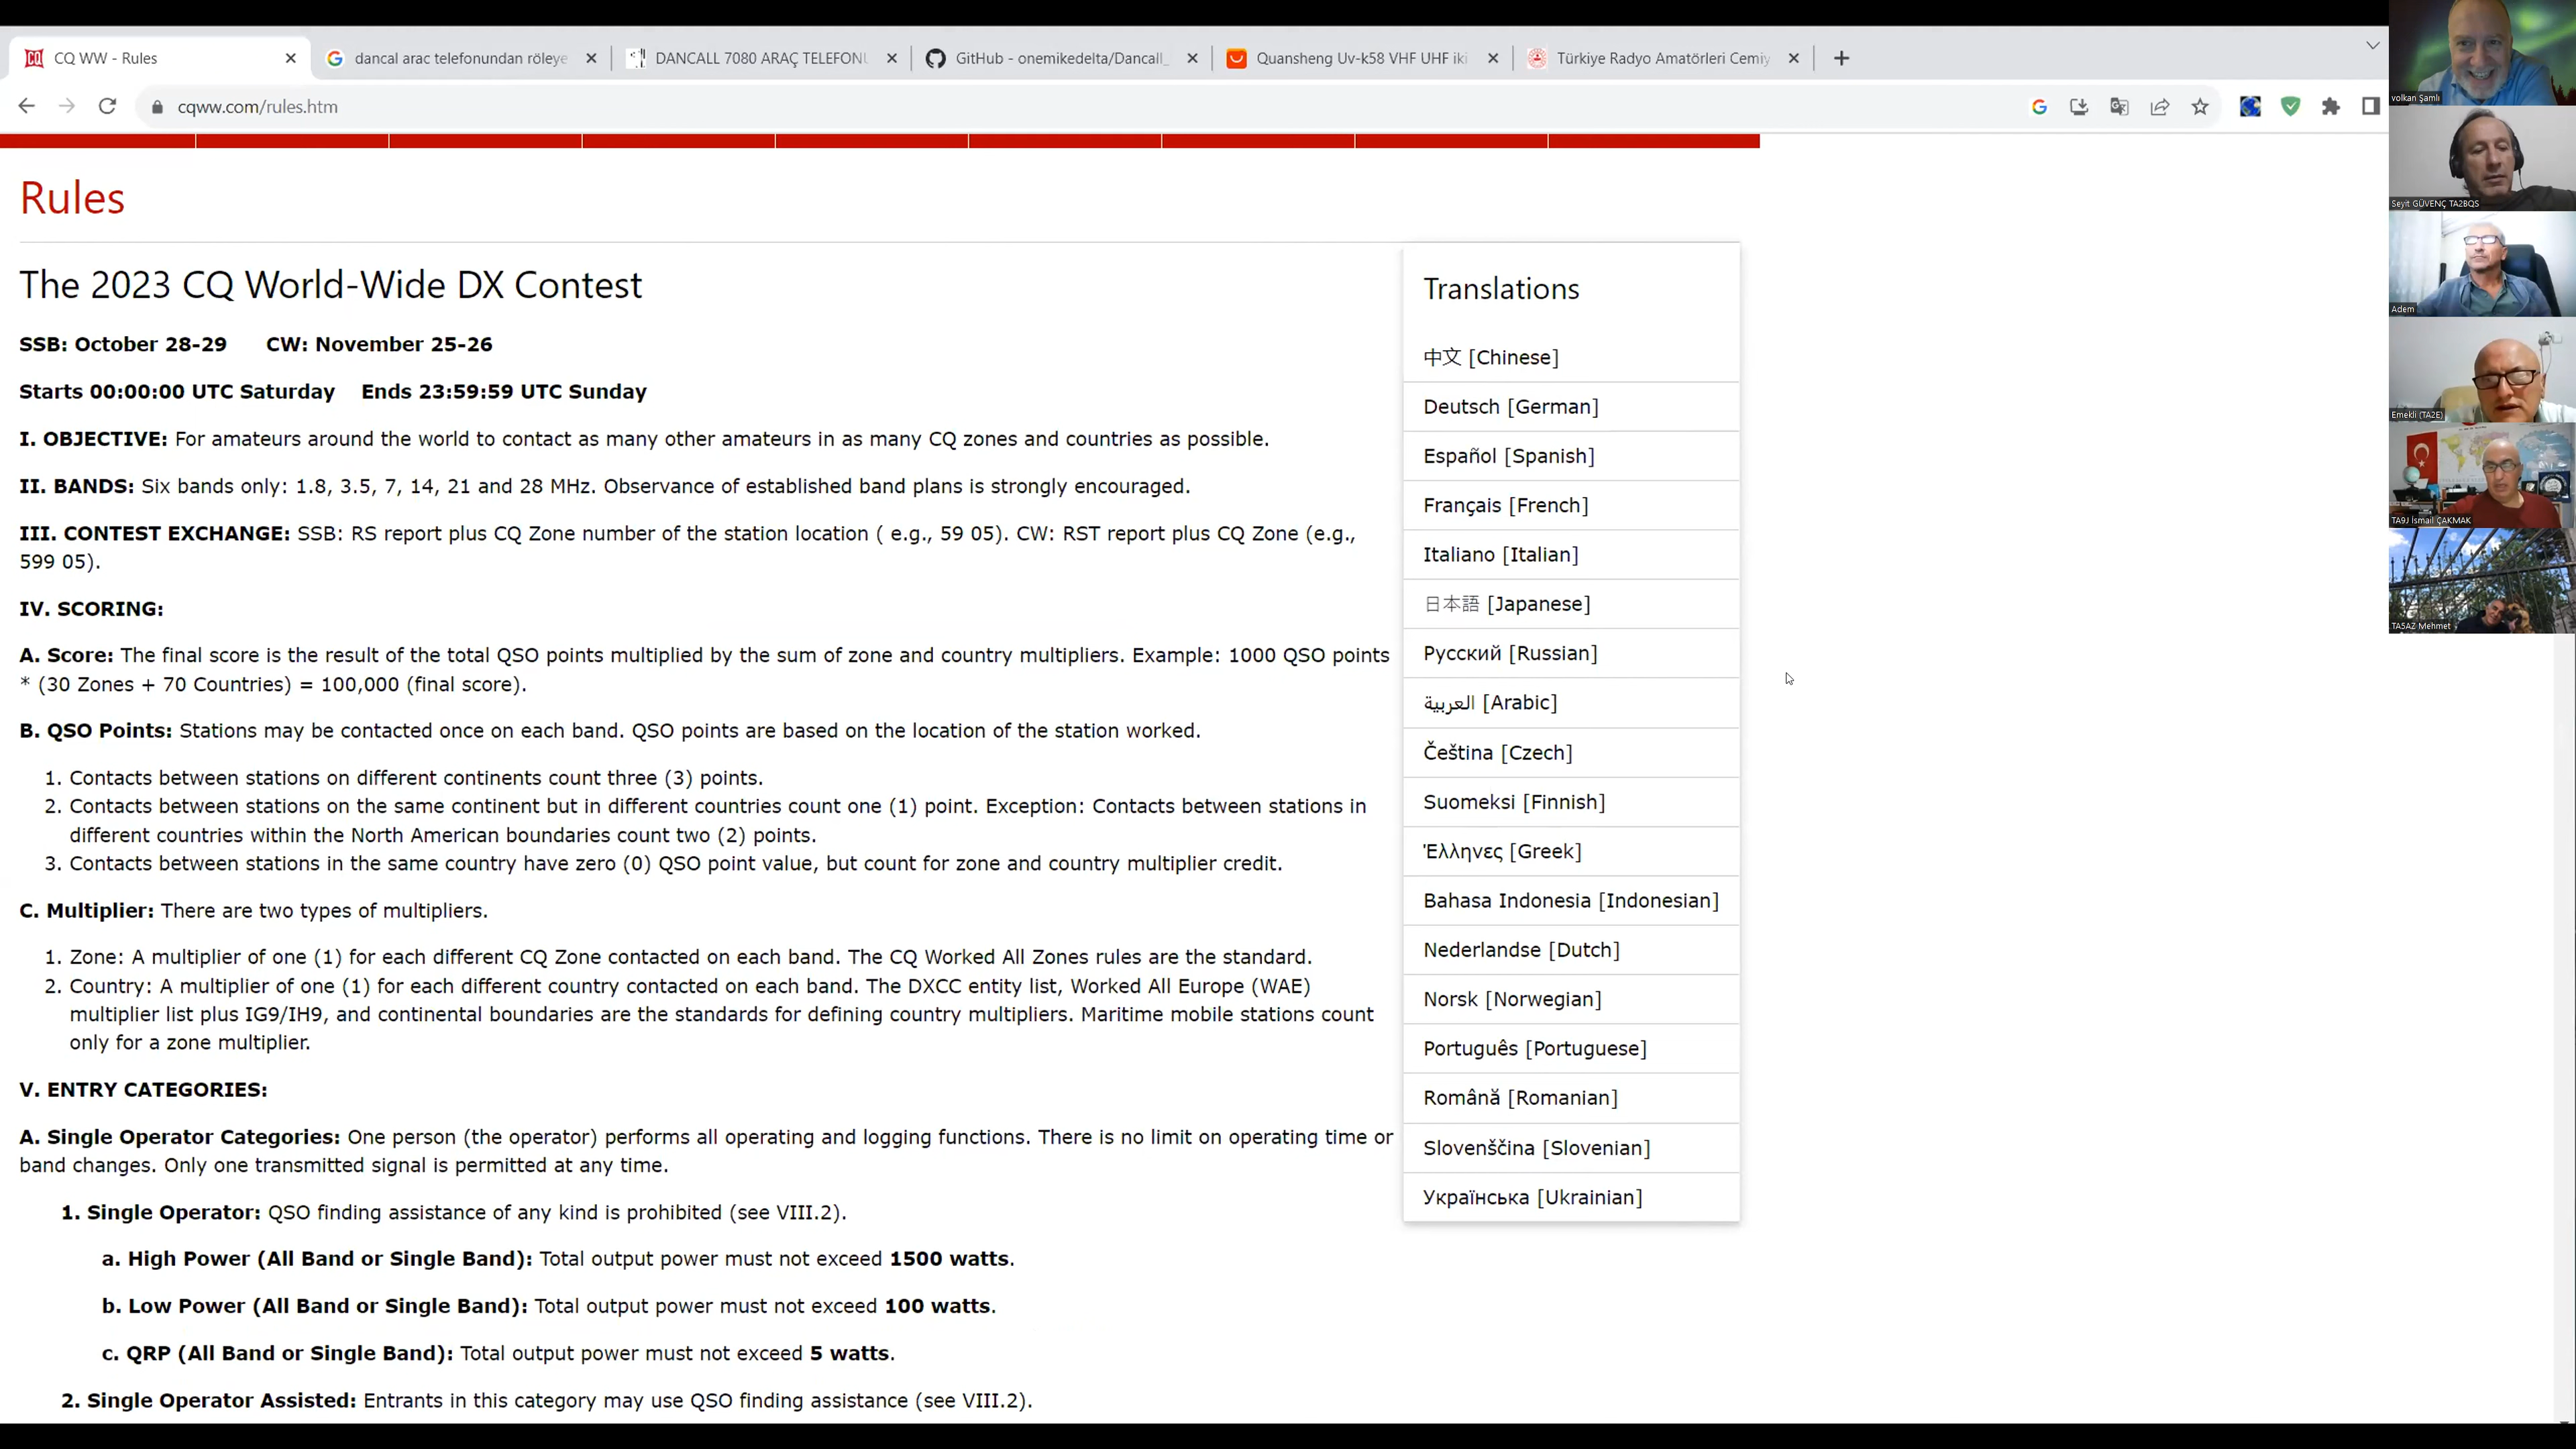 CQ WW - Rules
dancal arac telefonundan röleye
DANCALL 7080 ARAÇ TELEFONU
GitHub - onemikedelta/Dancall_
Quansheng Uv-k58 VHF UHF iki
Türkiye Radyo Amatörleri Cemiy
cqww.com/rules.htm
Rules
The 2023 CQ World-Wide DX Contest
SSB: October 28-29 CW: November 25-26
Starts 00:00:00 UTC Saturday Ends 23:59:59 UTC Sunday
I. OBJECTIVE: For amateurs around the world to contact as many other amateurs in as many CQ zones and countries as possible.
II. BANDS: Six bands only: 1.8, 3.5, 7, 14, 21 and 28 MHz. Observance of established band plans is strongly encouraged.
III. CONTEST EXCHANGE: SSB: RS report plus CQ Zone number of the station location ( e.g., 59 05). CW: RST report plus CQ Zone (e.g.,
599 05).
IV. SCORING:
A. Score: The final score is the result of the total QSO points multiplied by the sum of zone and country multipliers. Example: 1000 QSO points
* (30 Zones + 70 Countries) = 100,000 (final score).
B. QSO Points: Stations may be contacted once on each band. QSO points are based on the location of the station worked.
1. Contacts between stations on different continents count three (3) points.
2. Contacts between stations on the same continent but in different countries count one (1) point. Exception: Contacts between stations in
different countries within the North American boundaries count two (2) points.
3. Contacts between stations in the same country have zero (0) QSO point value, but count for zone and country multiplier credit.
C. Multiplier: There are two types of multipliers.
1. Zone: A multiplier of one (1) for each different CQ Zone contacted on each band. The CQ Worked All Zones rules are the standard.
2. Country: A multiplier of one (1) for each different country contacted on each band. The DXCC entity list, Worked All Europe (WAE)
multiplier list plus IG9/IH9, and continental boundaries are the standards for defining country multipliers. Maritime mobile stations count
only for a zone multiplier.
V. ENTRY CATEGORIES:
A. Single Operator Categories: One person (the operator) performs all operating and logging functions. There is no limit on operating time or
band changes. Only one transmitted signal is permitted at any time.
1. Single Operator: QSO finding assistance of any kind is prohibited (see VIII.2).
a. High Power (All Band or Single Band): Total output power must not exceed 1500 watts.
b. Low Power (All Band or Single Band): Total output power must not exceed 100 watts.
c. QRP (All Band or Single Band): Total output power must not exceed 5 watts.
2. Single Operator Assisted: Entrants in this category may use QSO finding assistance (see VIII.2).
Translations
中文 [Chinese]
Deutsch [German]
Español [Spanish]
Français [French]
Italiano [Italian]
日本語 [Japanese]
Русский [Russian]
العربية [Arabic]
Čeština [Czech]
Suomeksi [Finnish]
Έλληνες [Greek]
Bahasa Indonesia [Indonesian]
Nederlandse [Dutch]
Norsk [Norwegian]
Português [Portuguese]
Română [Romanian]
Slovenščina [Slovenian]
Українська [Ukrainian]
volkan Şamlı
Seyit GÜVENÇ TA2BQS
Adem
Emekli (TA2E)
TA9J İsmail ÇAKMAK
TA5AZ Mehmet